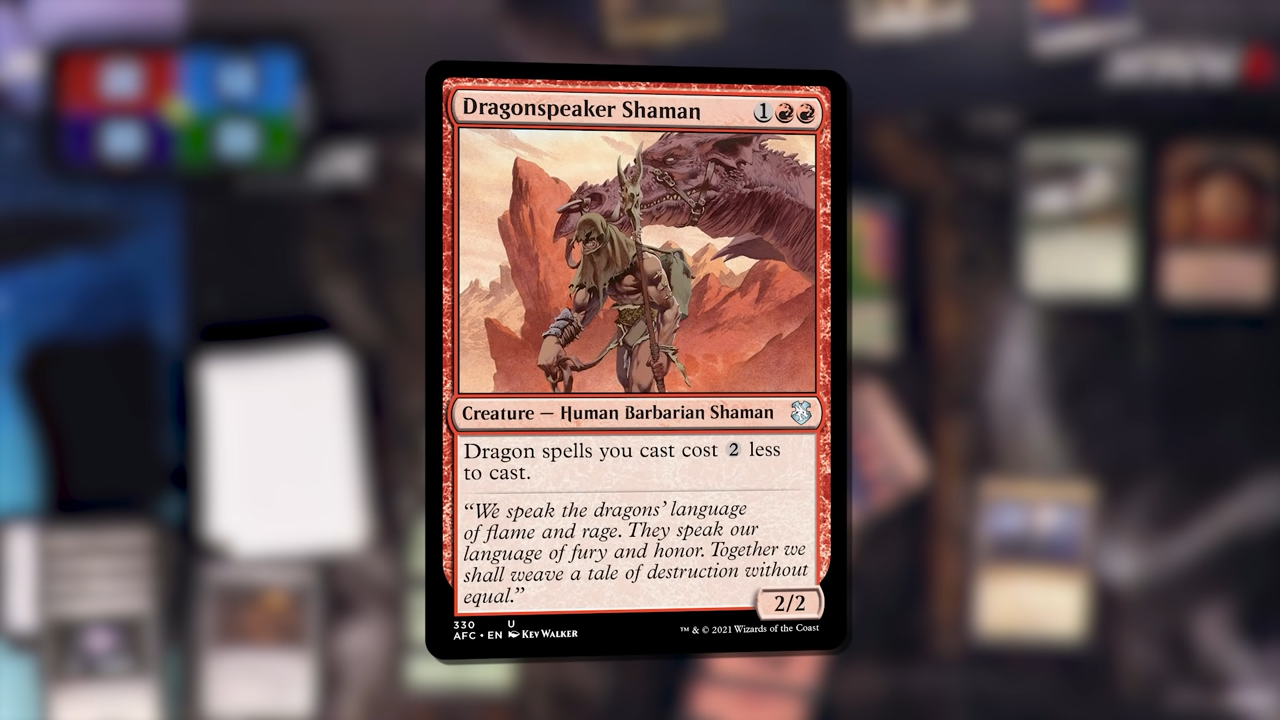 Dragonspeaker Shaman 1
Creature — Human Barbarian Shaman
Dragon spells you cast cost 2 less
to cast.
“We speak the dragons’ language
of flame and rage. They speak our
language of fury and honor. Together we
shall weave a tale of destruction without
equal.”
2/2
330 U
AFC • EN Kev Walker
™ & © 2021 Wizards of the Coast